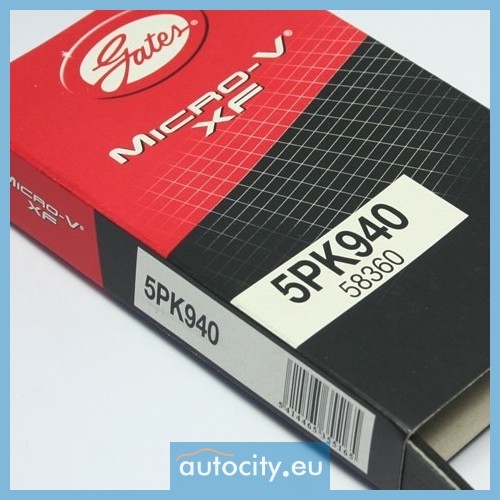 Gates
MICRO-V®
XF
MICRO-V®
XF
5PK940
58360
5PK940
autocity.eu